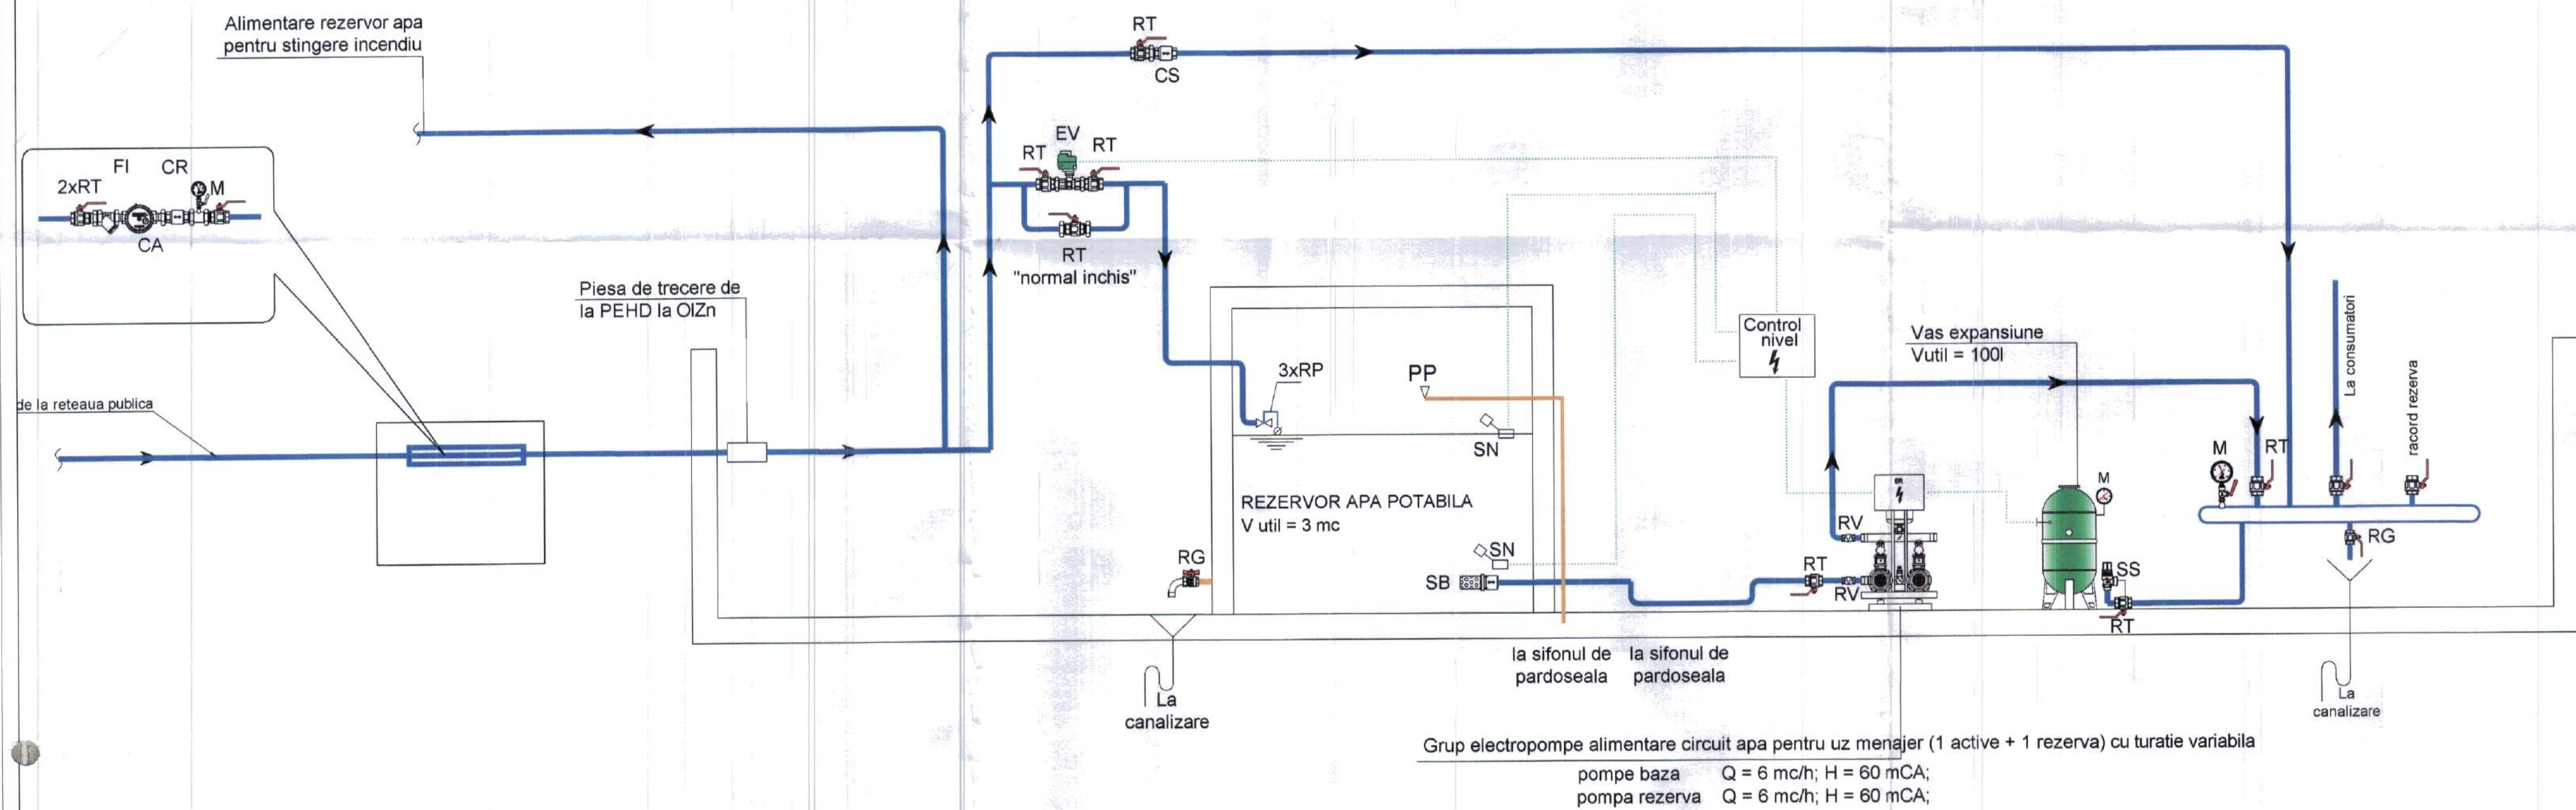 Alimentare rezervor apa
pentru stingere incendiu
RT
CS
EV
RT
RT
FI
CR
2xRT
M
CA
RT
"normal inchis"
Piesa de trecere de
la PEHD la OlZn
Control
nivel
Vas expansiune
Vutil = 100l
La consumatori
racord rezerva
3xRP
PP
de la reteaua publica
SN
M
RT
M
REZERVOR APA POTABILA
V util = 3 mc
RV
RG
RG
SN
SB
RT
RV
SS
RT
la sifonul de
pardoseala
la sifonul de
pardoseala
La
canalizare
La
canalizare
Grup electropompe alimentare circuit apa pentru uz menajer (1 active + 1 rezerva) cu turatie variabila
pompe baza Q = 6 mc/h; H = 60 mCA;
pompa rezerva Q = 6 mc/h; H = 60 mCA;